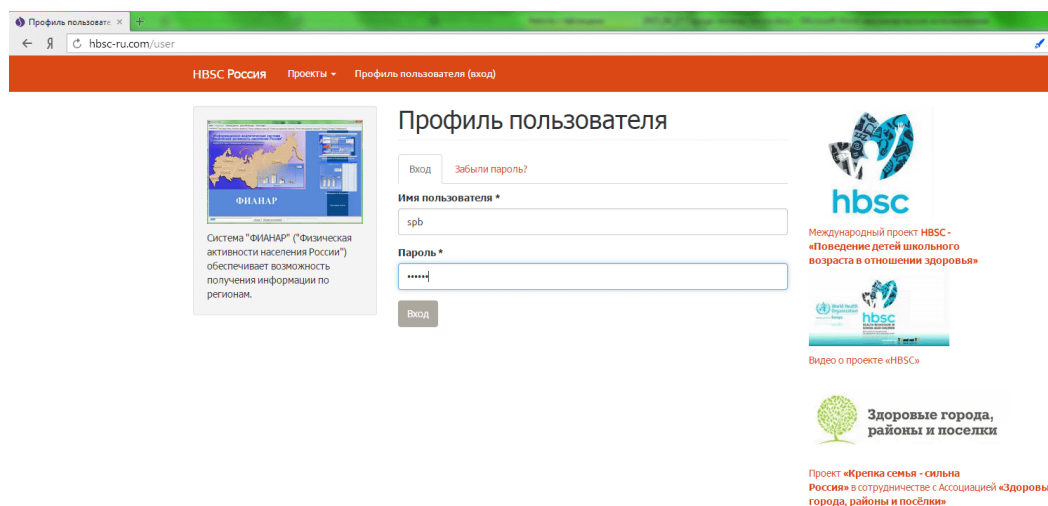 Профиль пользовате ×
Я hbsc-ru.com/user
HBSC Россия Проекты Профиль пользователя (вход)
ФИАНАР
Система "ФИАНАР" ("Физическая
активности населения России")
обеспечивает возможность
получения информации по
регионам.
Профиль пользователя
Вход Забыли пароль?
Имя пользователя *
spb
Пароль *
••••••
Вход
hbsc
Международный проект HBSC -
«Поведение детей школьного
возраста в отношении здоровья»
hbsc
Видео о проекте «HBSC»
Здоровые города,
районы и поселки
Проект «Крепка семья - сильна
Россия» в сотрудничестве с Ассоциацией «Здоровы
города, районы и посёлки»